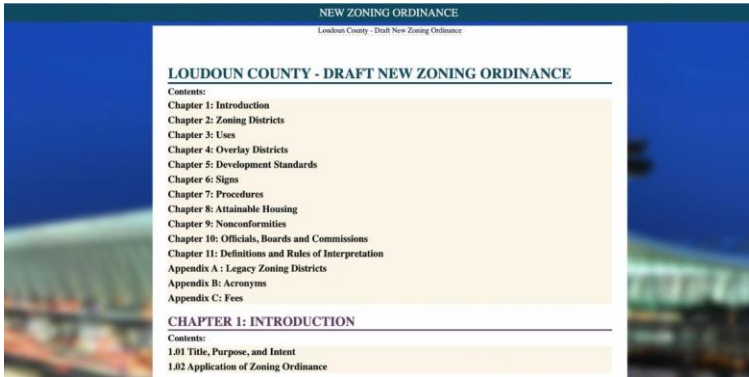 NEW ZONING ORDINANCE
Loudoun County - Draft New Zoning Ordinance
LOUDOUN COUNTY - DRAFT NEW ZONING ORDINANCE
Contents:
Chapter 1: Introduction
Chapter 2: Zoning Districts
Chapter 3: Uses
Chapter 4: Overlay Districts
Chapter 5: Development Standards
Chapter 6: Signs
Chapter 7: Procedures
Chapter 8: Attainable Housing
Chapter 9: Nonconformities
Chapter 10: Officials, Boards and Commissions
Chapter 11: Definitions and Rules of Interpretation
Appendix A : Legacy Zoning Districts
Appendix B: Acronyms
Appendix C: Fees
CHAPTER 1: INTRODUCTION
Contents:
1.01 Title, Purpose, and Intent
1.02 Application of Zoning Ordinance